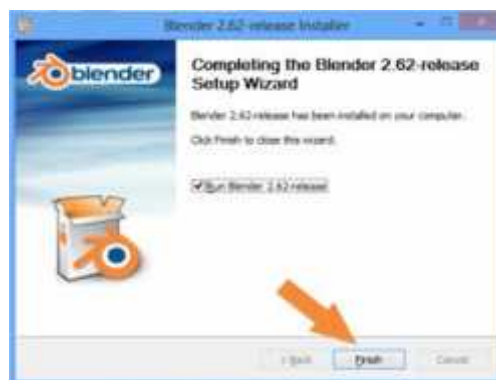 Blender 2.62-release Installer
blender
Completing the Blender 2.62-release
Setup Wizard
Blender 2.62-release has been installed on your computer.
Click Finish to close this wizard.
Run Blender 2.62-release
< Back
Finish
Cancel